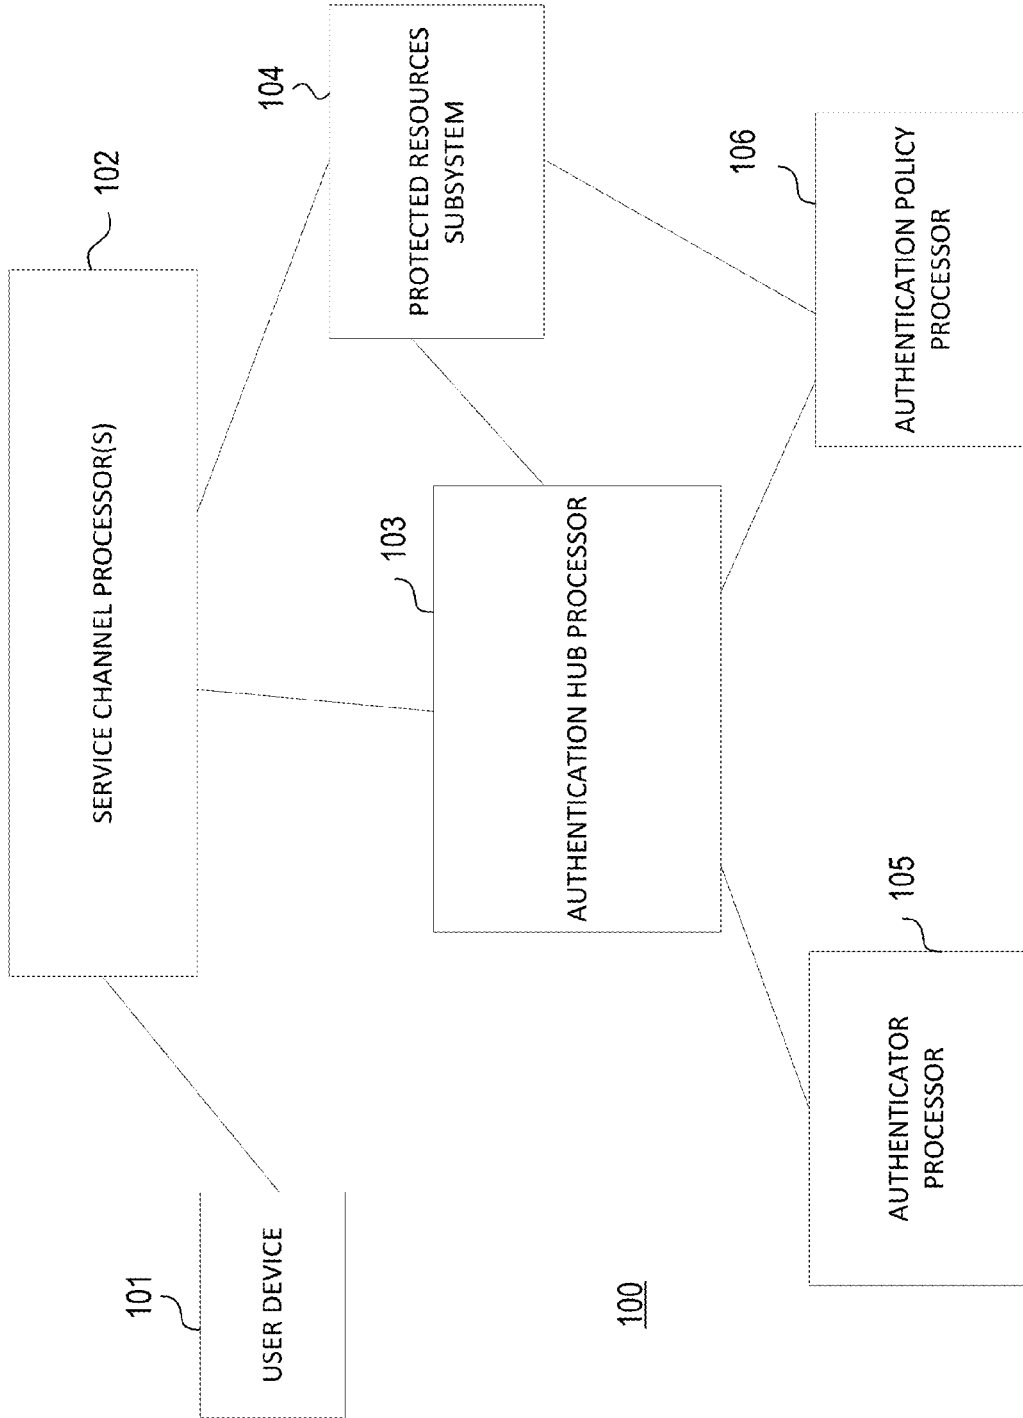 101
USER DEVICE
SERVICE CHANNEL PROCESSOR(S)
102
103
AUTHENTICATION HUB PROCESSOR
104
PROTECTED RESOURCES
SUBSYSTEM
100
AUTHENTICATOR
PROCESSOR
105
106
AUTHENTICATION POLICY
PROCESSOR